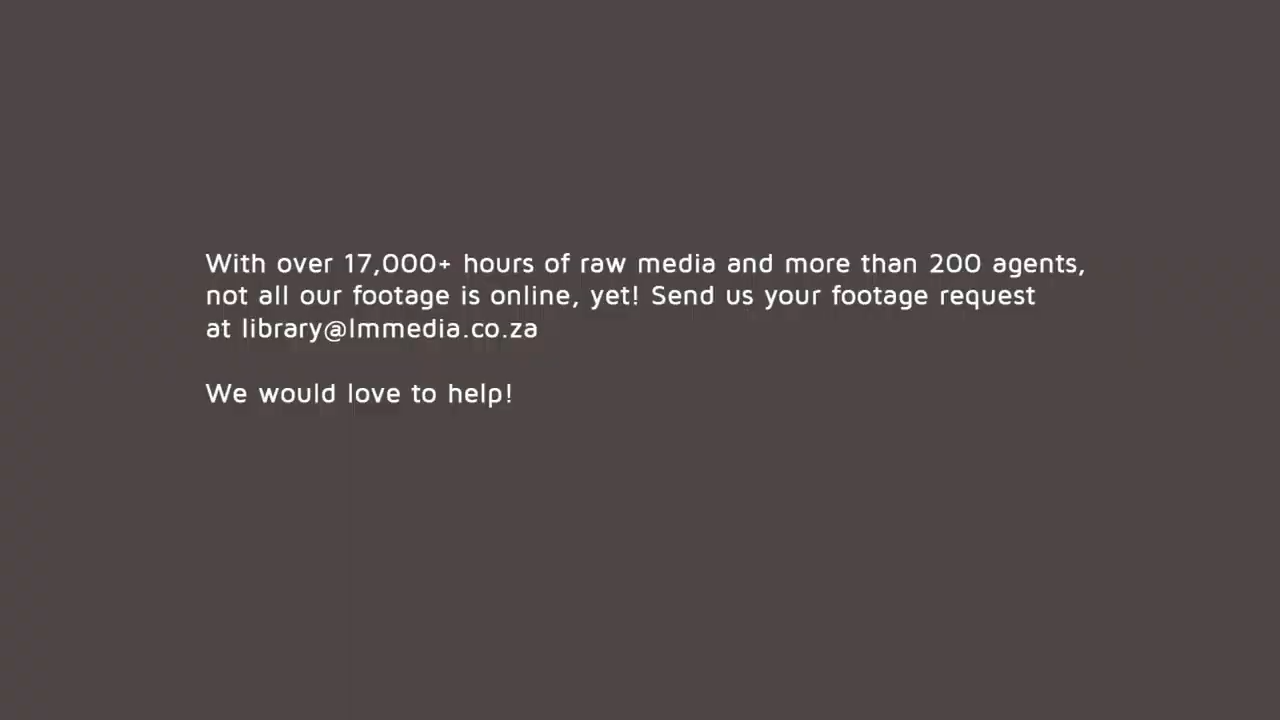 With over 17,000+ hours of raw media and more than 200 agents,
not all our footage is online, yet! Send us your footage request
at library@lmmedia.co.za
We would love to help!